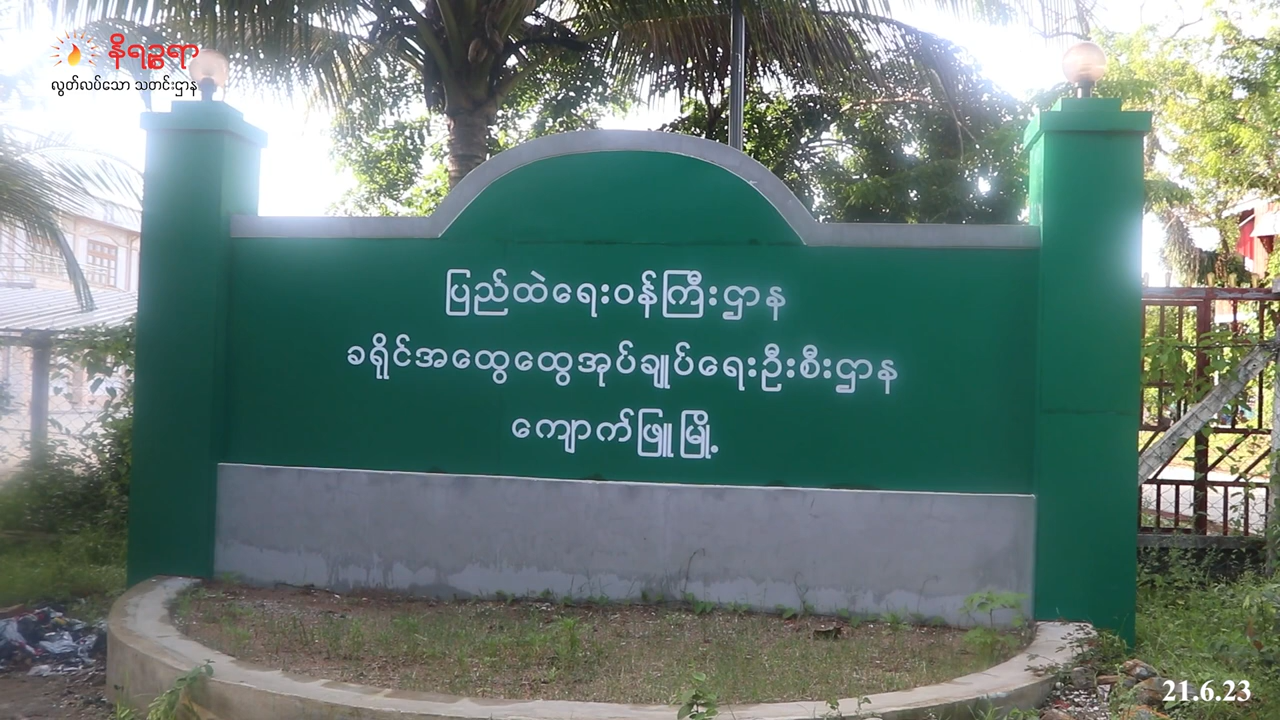 နိရဥ္စရာ
လွတ်လပ်သော သတင်းဌာန
ပြည်ထဲရေးဝန်ကြီးဌာန
ခရိုင်အထွေထွေအုပ်ချုပ်ရေးဦးစီးဌာန
ကျောက်ဖြူမြို့
21.6.23